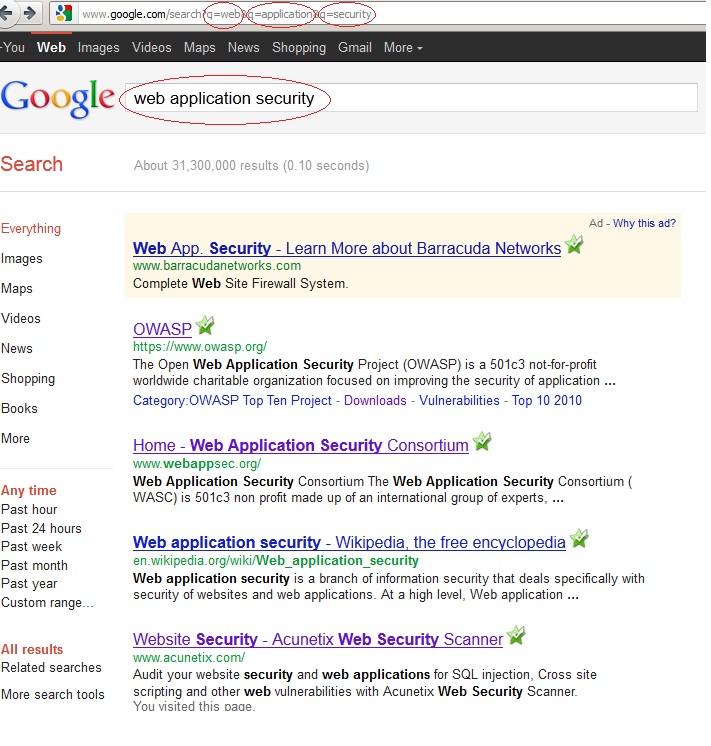 www.google.com/search?q=web&q=application&q=security
+You Web Images Videos Maps News Shopping Gmail More
Google
web application security
Search
About 31,300,000 results (0.10 seconds)
Everything
Images
Maps
Videos
News
Shopping
Books
More
Any time
Past hour
Past 24 hours
Past week
Past month
Past year
Custom range...
All results
Related searches
More search tools
Ad - Why this ad?
Web App. Security - Learn More about Barracuda Networks
www.barracudanetworks.com
Complete Web Site Firewall System.
OWASP
https://www.owasp.org/
The Open Web Application Security Project (OWASP) is a 501c3 not-for-profit
worldwide charitable organization focused on improving the security of application ...
Category:OWASP Top Ten Project - Downloads - Vulnerabilities - Top 10 2010
Home - Web Application Security Consortium
www.webappsec.org/
Web Application Security Consortium The Web Application Security Consortium (
WASC) is 501c3 non profit made up of an international group of experts, ...
Web application security - Wikipedia, the free encyclopedia
en.wikipedia.org/wiki/Web_application_security
Web application security is a branch of information security that deals specifically with
security of websites and web applications. At a high level, Web application ...
Website Security - Acunetix Web Security Scanner
www.acunetix.com/
Audit your website security and web applications for SQL injection, Cross site
scripting and other web vulnerabilities with Acunetix Web Security Scanner.
You visited this page.